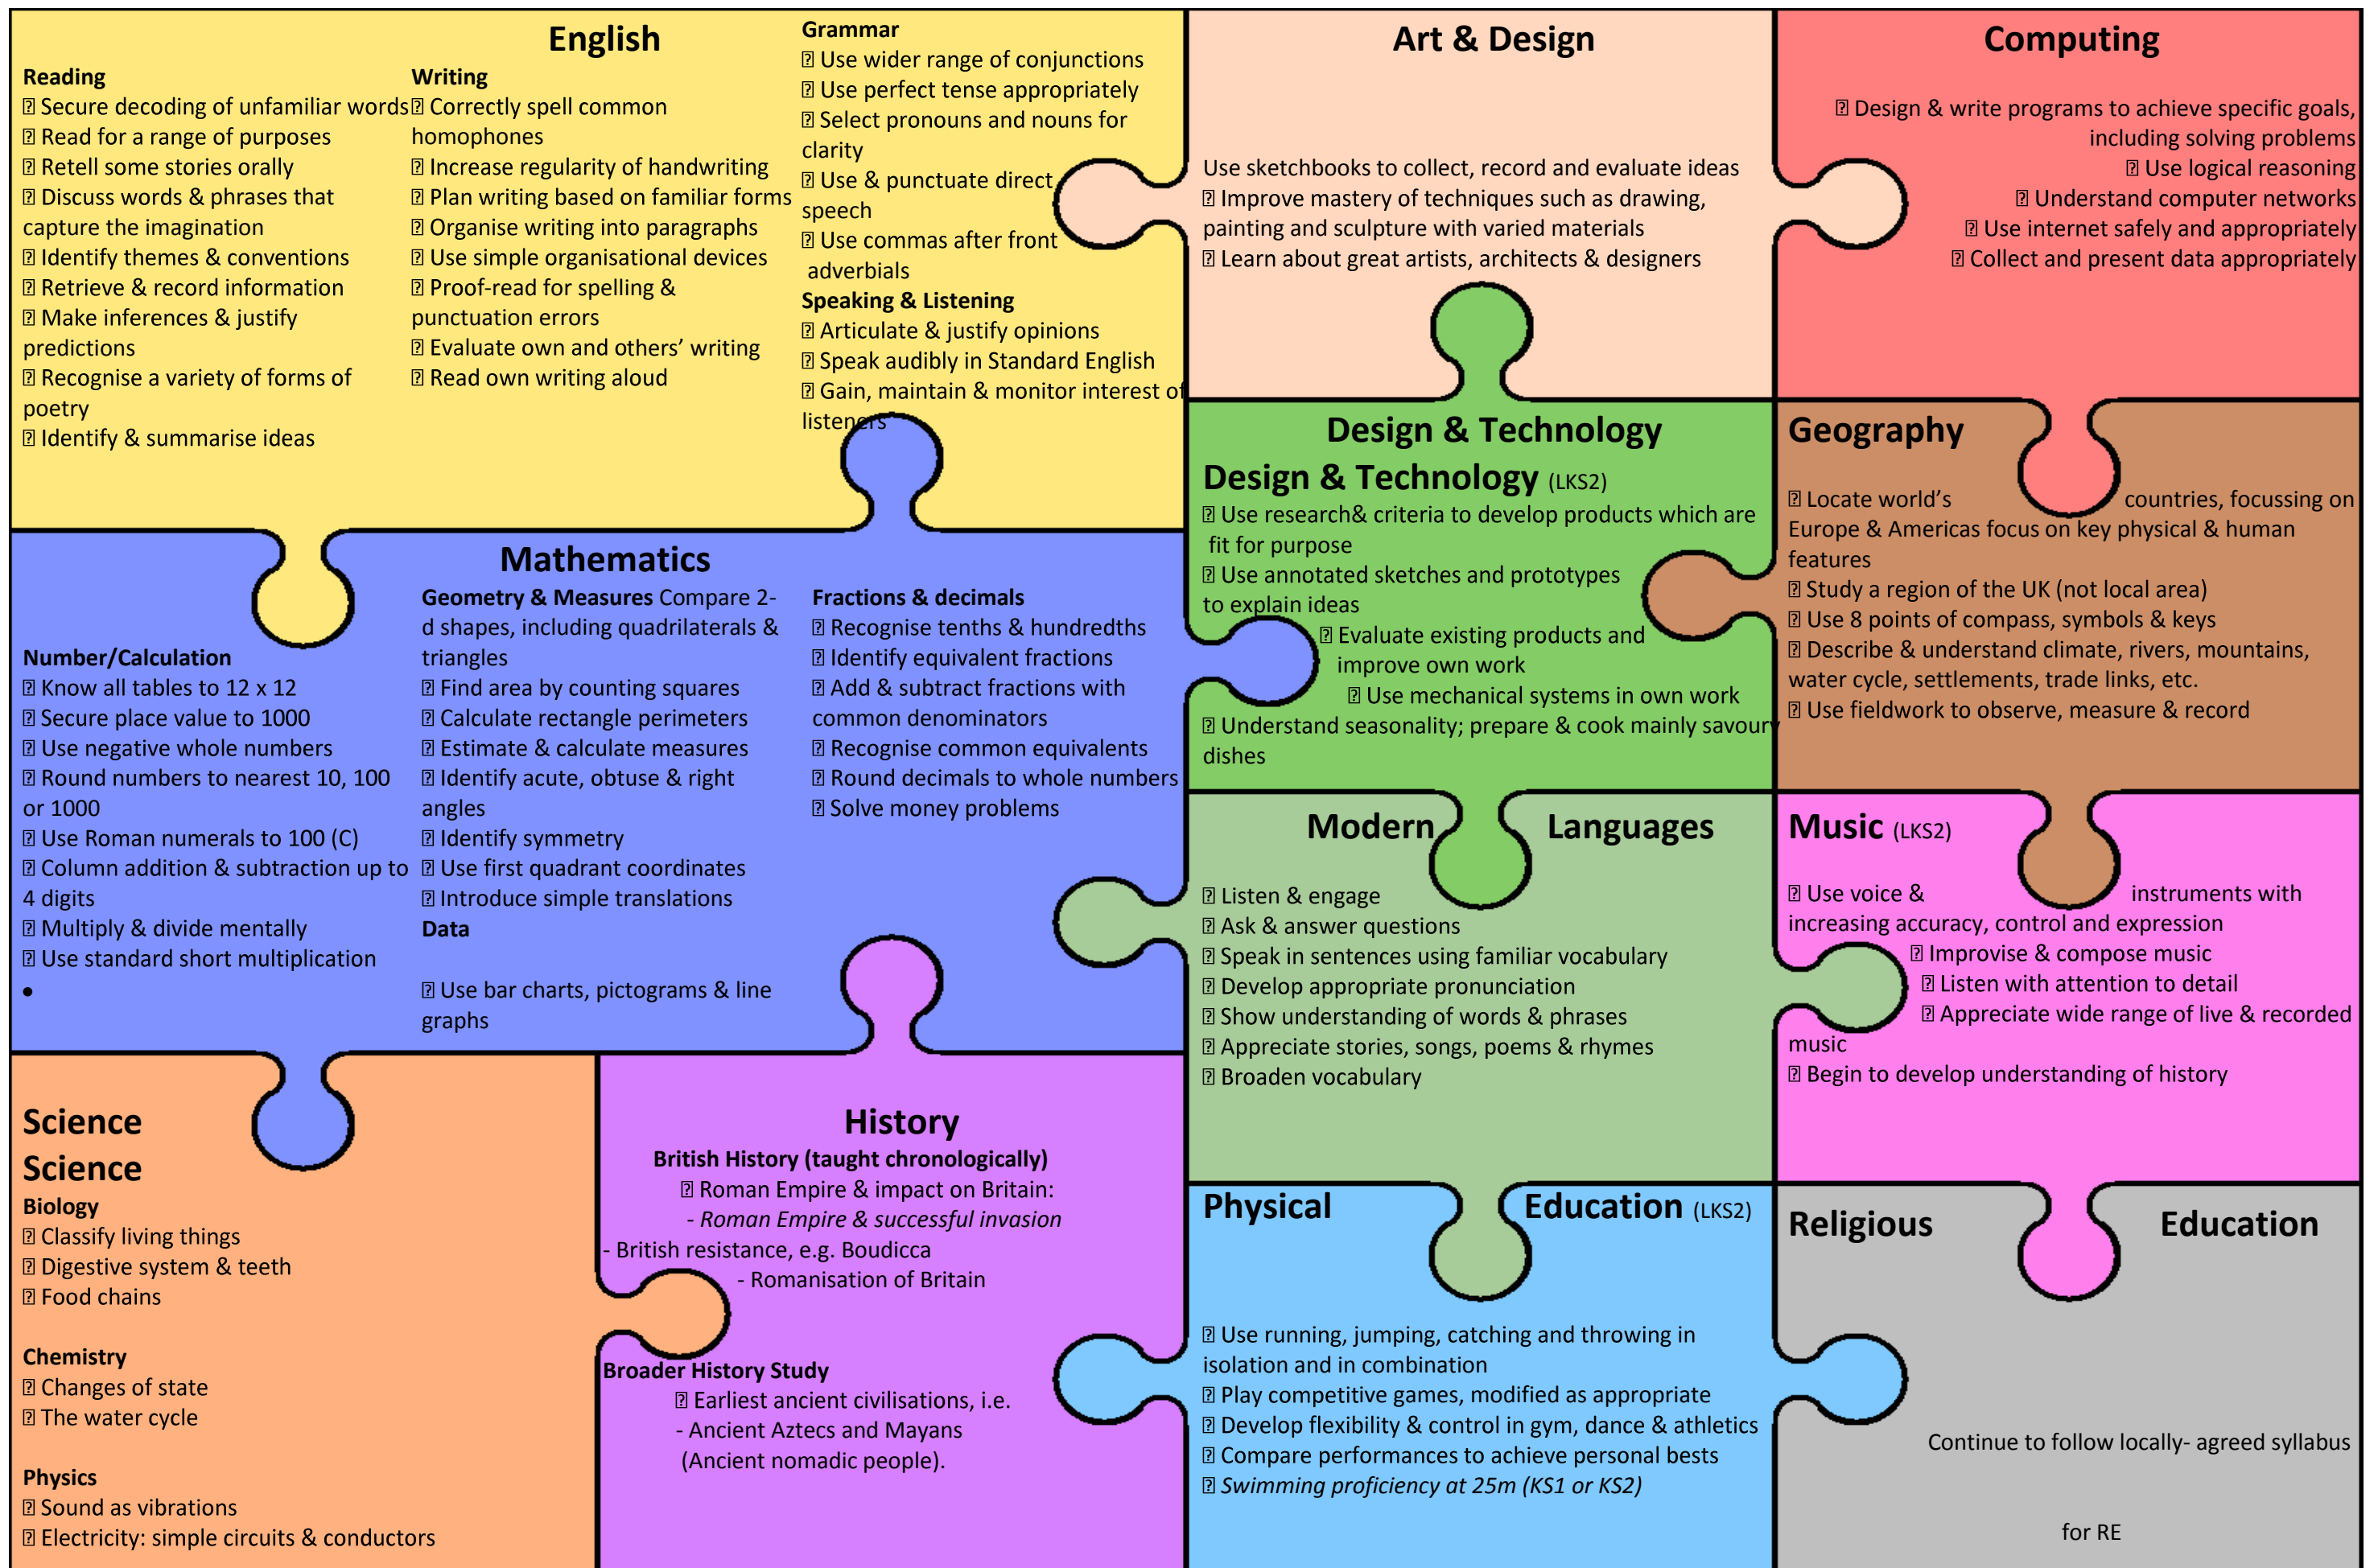 English
Reading
⍰ Secure decoding of unfamiliar words
⍰ Read for a range of purposes
⍰ Retell some stories orally
⍰ Discuss words & phrases that
capture the imagination
⍰ Identify themes & conventions
⍰ Retrieve & record information
⍰ Make inferences & justify
predictions
⍰ Recognise a variety of forms of
poetry
⍰ Identify & summarise ideas
Writing
⍰ Correctly spell common
homophones
⍰ Increase regularity of handwriting
⍰ Plan writing based on familiar forms
⍰ Organise writing into paragraphs
⍰ Use simple organisational devices
⍰ Proof-read for spelling &
punctuation errors
⍰ Evaluate own and others’ writing
⍰ Read own writing aloud
Grammar
⍰ Use wider range of conjunctions
⍰ Use perfect tense appropriately
⍰ Select pronouns and nouns for
clarity
⍰ Use & punctuate direct
speech
⍰ Use commas after front
adverbials
Speaking & Listening
⍰ Articulate & justify opinions
⍰ Speak audibly in Standard English
⍰ Gain, maintain & monitor interest of
listeners
Art & Design
Use sketchbooks to collect, record and evaluate ideas
⍰ Improve mastery of techniques such as drawing,
painting and sculpture with varied materials
⍰ Learn about great artists, architects & designers
Computing
⍰ Design & write programs to achieve specific goals,
including solving problems
⍰ Use logical reasoning
⍰ Understand computer networks
⍰ Use internet safely and appropriately
⍰ Collect and present data appropriately
Mathematics
Number/Calculation
⍰ Know all tables to 12 x 12
⍰ Secure place value to 1000
⍰ Use negative whole numbers
⍰ Round numbers to nearest 10, 100
or 1000
⍰ Use Roman numerals to 100 (C)
⍰ Column addition & subtraction up to
4 digits
⍰ Multiply & divide mentally
⍰ Use standard short multiplication
•
Geometry & Measures Compare 2-
d shapes, including quadrilaterals &
triangles
⍰ Find area by counting squares
⍰ Calculate rectangle perimeters
⍰ Estimate & calculate measures
⍰ Identify acute, obtuse & right
angles
⍰ Identify symmetry
⍰ Use first quadrant coordinates
⍰ Introduce simple translations
Data
⍰ Use bar charts, pictograms & line
graphs
Fractions & decimals
⍰ Recognise tenths & hundredths
⍰ Identify equivalent fractions
⍰ Add & subtract fractions with
common denominators
⍰ Recognise common equivalents
⍰ Round decimals to whole numbers
⍰ Solve money problems
Design & Technology
Design & Technology (LKS2)
⍰ Use research& criteria to develop products which are
fit for purpose
⍰ Use annotated sketches and prototypes
to explain ideas
⍰ Evaluate existing products and
improve own work
⍰ Use mechanical systems in own work
⍰ Understand seasonality; prepare & cook mainly savoury
dishes
Geography
⍰ Locate world’s countries, focussing on
Europe & Americas focus on key physical & human
features
⍰ Study a region of the UK (not local area)
⍰ Use 8 points of compass, symbols & keys
⍰ Describe & understand climate, rivers, mountains,
water cycle, settlements, trade links, etc.
⍰ Use fieldwork to observe, measure & record
Modern Languages
⍰ Listen & engage
⍰ Ask & answer questions
⍰ Speak in sentences using familiar vocabulary
⍰ Develop appropriate pronunciation
⍰ Show understanding of words & phrases
⍰ Appreciate stories, songs, poems & rhymes
⍰ Broaden vocabulary
Music (LKS2)
⍰ Use voice & instruments with
increasing accuracy, control and expression
⍰ Improvise & compose music
⍰ Listen with attention to detail
⍰ Appreciate wide range of live & recorded
music
⍰ Begin to develop understanding of history
Science
Science
Biology
⍰ Classify living things
⍰ Digestive system & teeth
⍰ Food chains
Chemistry
⍰ Changes of state
⍰ The water cycle
Physics
⍰ Sound as vibrations
⍰ Electricity: simple circuits & conductors
History
British History (taught chronologically)
⍰ Roman Empire & impact on Britain:
- Roman Empire & successful invasion
- British resistance, e.g. Boudicca
- Romanisation of Britain
Broader History Study
⍰ Earliest ancient civilisations, i.e.
- Ancient Aztecs and Mayans
(Ancient nomadic people).
Physical Education (LKS2)
⍰ Use running, jumping, catching and throwing in
isolation and in combination
⍰ Play competitive games, modified as appropriate
⍰ Develop flexibility & control in gym, dance & athletics
⍰ Compare performances to achieve personal bests
⍰ Swimming proficiency at 25m (KS1 or KS2)
Religious Education
Continue to follow locally- agreed syllabus
for RE